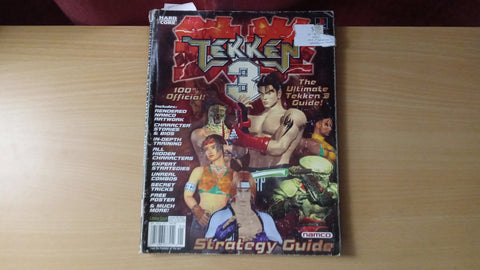 HARD
CORE
TEKKEN
3
100%
Official!
The
Ultimate
Tekken 3
Guide!
Includes:
RENDERED
NAMCO
ARTWORK
CHARACTER
STORIES
& BIOS
IN-DEPTH
TRAINING
ALL
HIDDEN
CHARACTERS
EXPERT
STRATEGIES
UNREAL
COMBOS
SECRET
TRICKS
FREE
POSTER
& MUCH
MORE!
namco
Strategy Guide